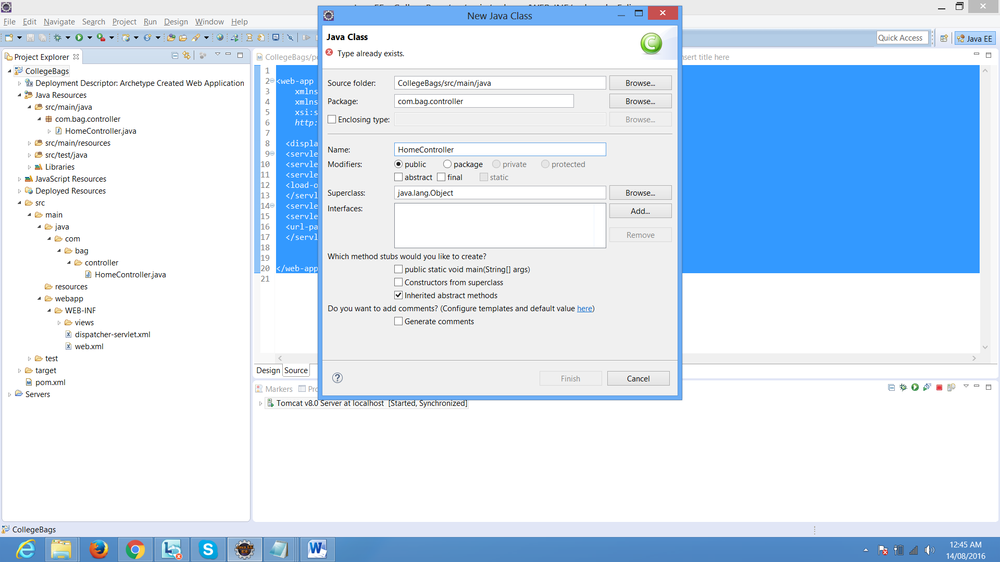 New Java Class
File Edit Navigate Search Project Run Design Window Help
Quick Access
Java EE
Java Class
Type already exists.
Source folder: CollegeBags/src/main/java Browse...
Package: com.bag.controller Browse...
Enclosing type: Browse...
Name: HomeController
Modifiers: public package private protected
abstract final static
Superclass: java.lang.Object Browse...
Interfaces: Add...
Remove
Which method stubs would you like to create?
public static void main(String[] args)
Constructors from superclass
Inherited abstract methods
Do you want to add comments? (Configure templates and default value here)
Generate comments
Finish Cancel
Project Explorer
CollegeBags
Deployment Descriptor: Archetype Created Web Application
Java Resources
src/main/java
com.bag.controller
HomeController.java
src/main/resources
src/test/java
Libraries
JavaScript Resources
Deployed Resources
src
main
java
com
bag
controller
HomeController.java
resources
webapp
WEB-INF
views
dispatcher-servlet.xml
web.xml
test
target
pom.xml
Servers
title here
1
2 <web-app
3 xmlns
4 xmlns
5 xsi:s
6 http:
7
8 <displa
9 <servle
10 <servle
11 <servle
12 <load-o
13 </servl
14 <servle
15 <servle
16 <url-pa
17 </servl
18
19
20 </web-app
21
Design Source
Markers
Tomcat v8.0 Server at localhost [Started, Synchronized]
CollegeBags
12:45 AM
14/08/2016